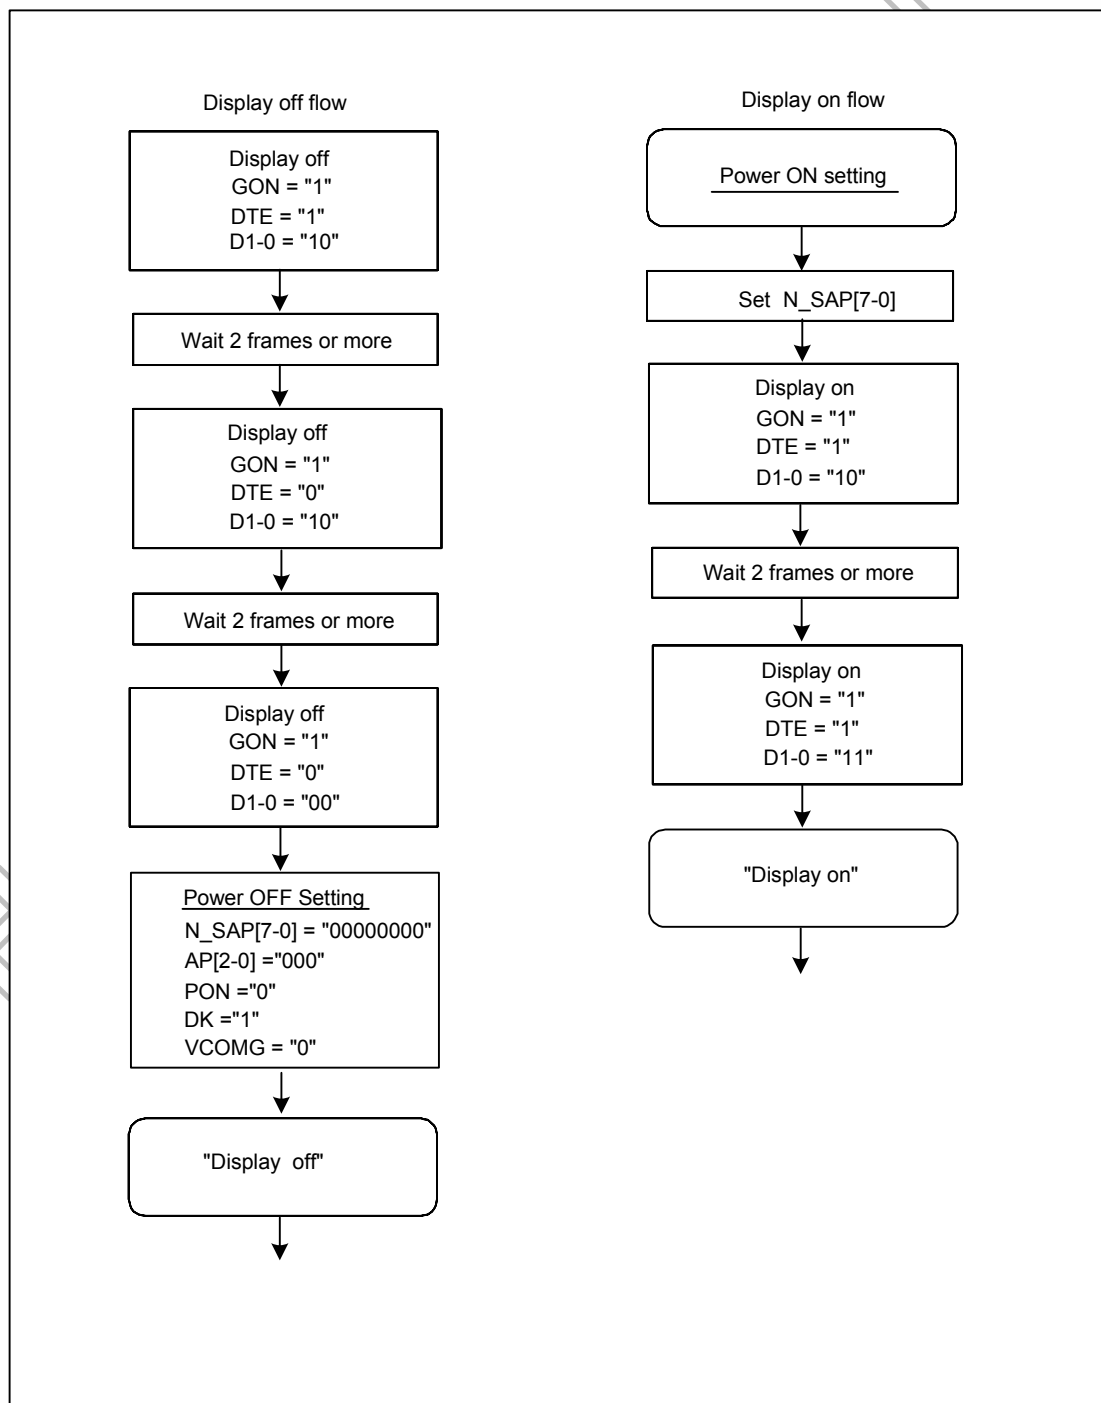 Display off flow
Display off
GON = "1"
DTE = "1"
D1-0 = "10"
Wait 2 frames or more
Display off
GON = "1"
DTE = "0"
D1-0 = "10"
Wait 2 frames or more
Display off
GON = "1"
DTE = "0"
D1-0 = "00"
Power OFF Setting
N_SAP[7-0] = "00000000"
AP[2-0] ="000"
PON ="0"
DK ="1"
VCOMG = "0"
"Display off"
Display on flow
Power ON setting
Set N_SAP[7-0]
Display on
GON = "1"
DTE = "1"
D1-0 = "10"
Wait 2 frames or more
Display on
GON = "1"
DTE = "1"
D1-0 = "11"
"Display on"